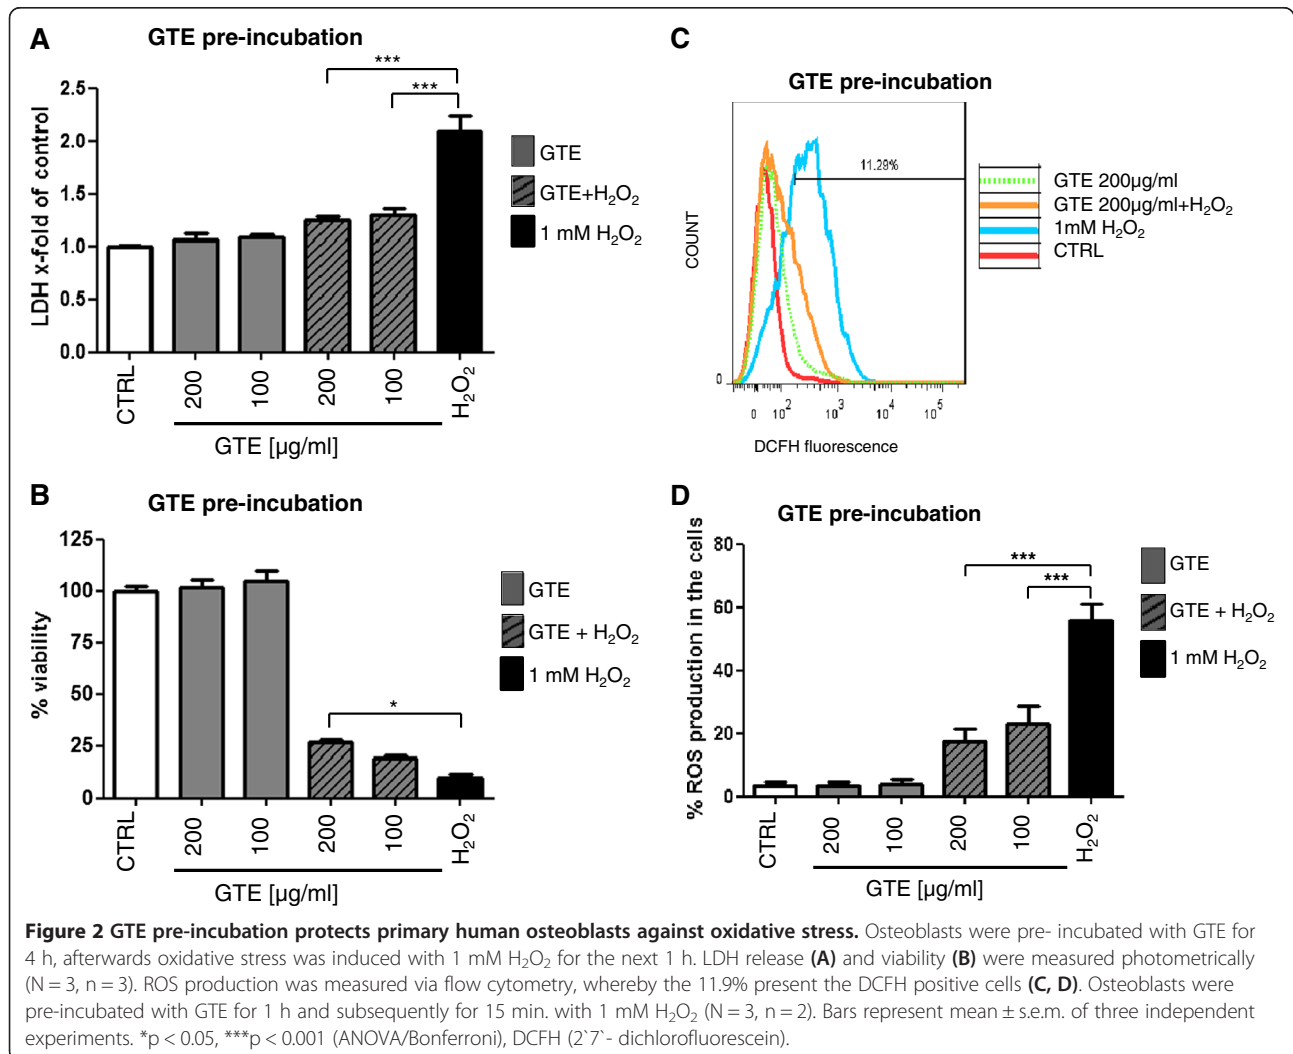 A
GTE pre-incubation
***
***
2.5
2.0
1.5
1.0
0.5
0.0
LDH x-fold of control
CTRL
200
100
200
100
H₂O₂
GTE [µg/ml]
GTE
GTE+H₂O₂
1 mM H₂O₂
C
GTE pre-incubation
11.29%
COUNT
0
0 10² 10³ 10⁴ 10⁵
DCFH fluorescence
GTE 200µg/ml
GTE 200µg/ml+H₂O₂
1mM H₂O₂
CTRL
B
GTE pre-incubation
125
100
75
50
25
0
% viability
*
CTRL
200
100
200
100
H₂O₂
GTE [µg/ml]
GTE
GTE + H₂O₂
1 mM H₂O₂
D
GTE pre-incubation
80
60
40
20
0
% ROS production in the cells
***
***
CTRL
200
100
200
100
H₂O₂
GTE [µg/ml]
GTE
GTE + H₂O₂
1 mM H₂O₂
Figure 2 GTE pre-incubation protects primary human osteoblasts against oxidative stress. Osteoblasts were pre- incubated with GTE for
4 h, afterwards oxidative stress was induced with 1 mM H₂O₂ for the next 1 h. LDH release (A) and viability (B) were measured photometrically
(N = 3, n = 3). ROS production was measured via flow cytometry, whereby the 11.9% present the DCFH positive cells (C, D). Osteoblasts were
pre-incubated with GTE for 1 h and subsequently for 15 min. with 1 mM H₂O₂ (N = 3, n = 2). Bars represent mean ± s.e.m. of three independent
experiments. *p < 0.05, ***p < 0.001 (ANOVA/Bonferroni), DCFH (2`7`- dichlorofluorescein).